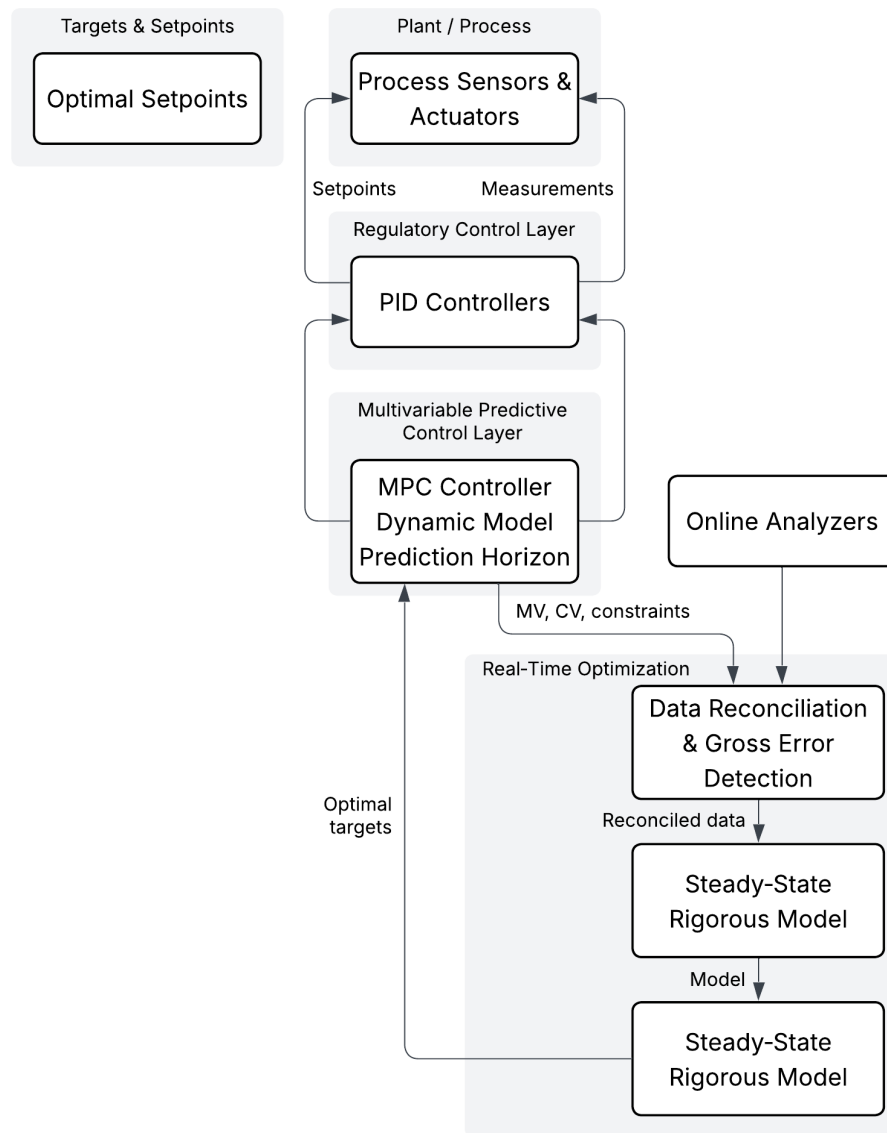 Targets & Setpoints
Optimal Setpoints
Plant / Process
Process Sensors &
Actuators
Setpoints
Measurements
Regulatory Control Layer
PID Controllers
Multivariable Predictive
Control Layer
MPC Controller
Dynamic Model
Prediction Horizon
Online Analyzers
MV, CV, constraints
Real-Time Optimization
Data Reconciliation
& Gross Error
Detection
Reconciled data
Optimal
targets
Steady-State
Rigorous Model
Model
Steady-State
Rigorous Model